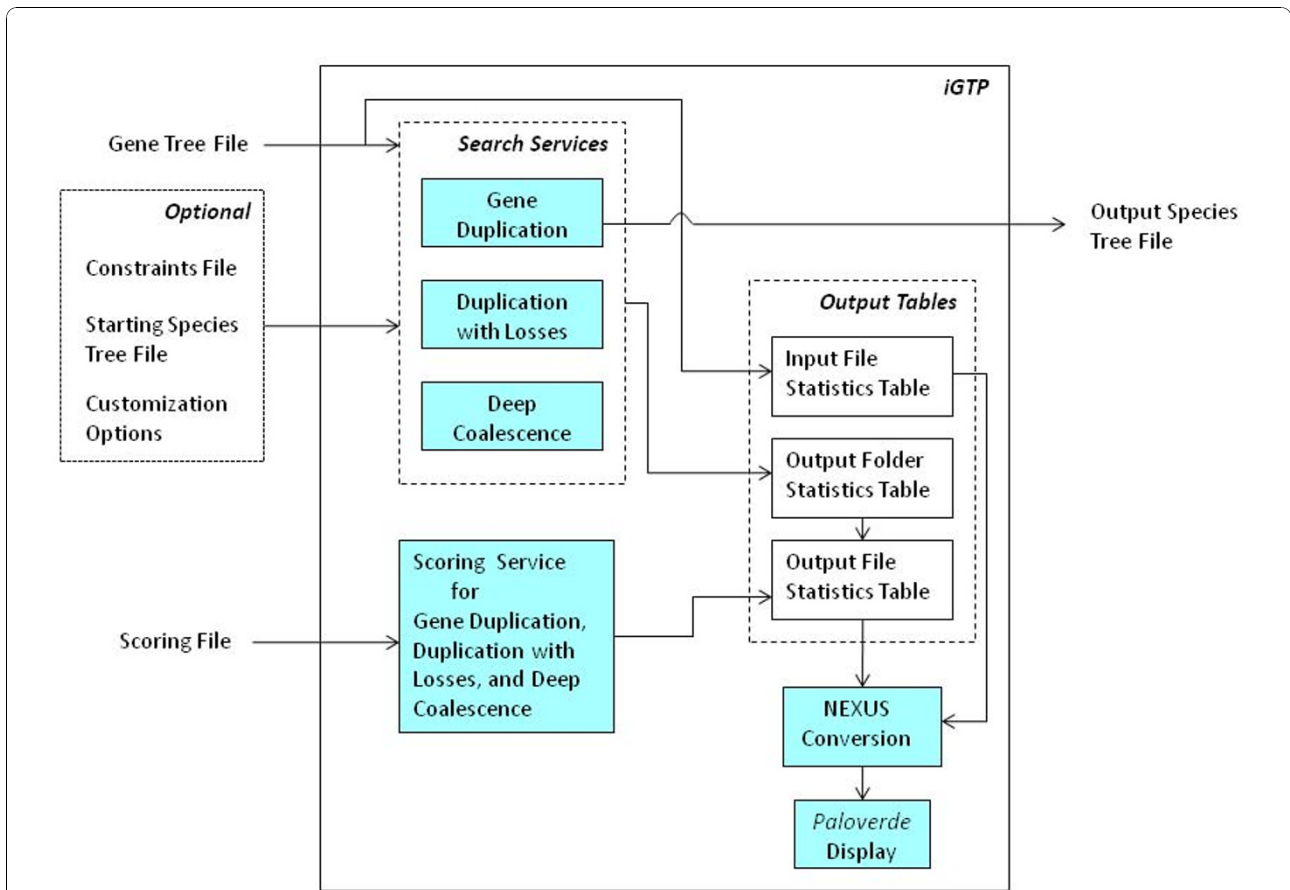 iGTP
Gene Tree File
Optional
Constraints File
Starting Species
Tree File
Customization
Options
Scoring File
Search Services
Gene
Duplication
Duplication
with Losses
Deep
Coalescence
Scoring Service
for
Gene Duplication,
Duplication with
Losses, and Deep
Coalescence
Output Species
Tree File
Output Tables
Input File
Statistics Table
Output Folder
Statistics Table
Output File
Statistics Table
NEXUS
Conversion
Paloverde
Display